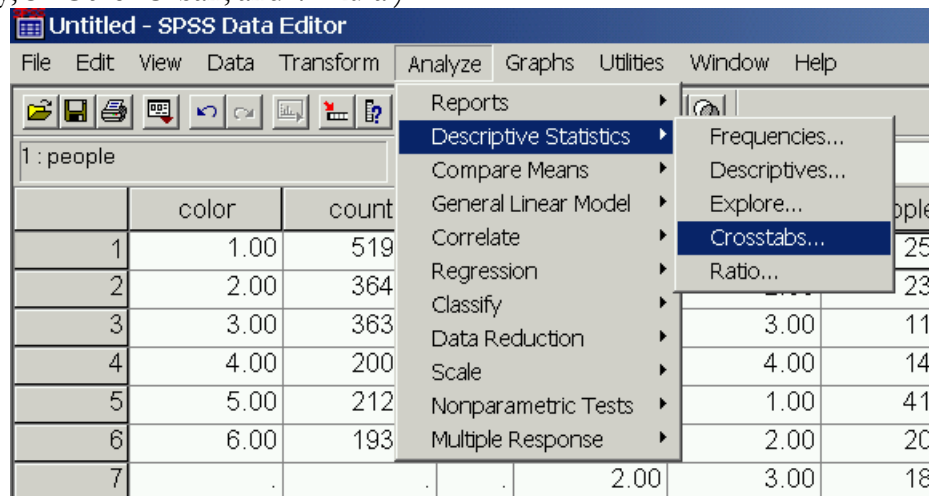 Untitled - SPSS Data Editor
File Edit View Data Transform Analyze Graphs Utilities Window Help
1 : people
Reports
Descriptive Statistics
Compare Means
General Linear Model
Correlate
Regression
Classify
Data Reduction
Scale
Nonparametric Tests
Multiple Response
Frequencies...
Descriptives...
Explore...
Crosstabs...
Ratio...
color count
1 1.00 519 25
2 2.00 364 23
3 3.00 363 3.00 11
4 4.00 200 4.00 14
5 5.00 212 1.00 41
6 6.00 193 2.00 20
7 . . . 2.00 3.00 18